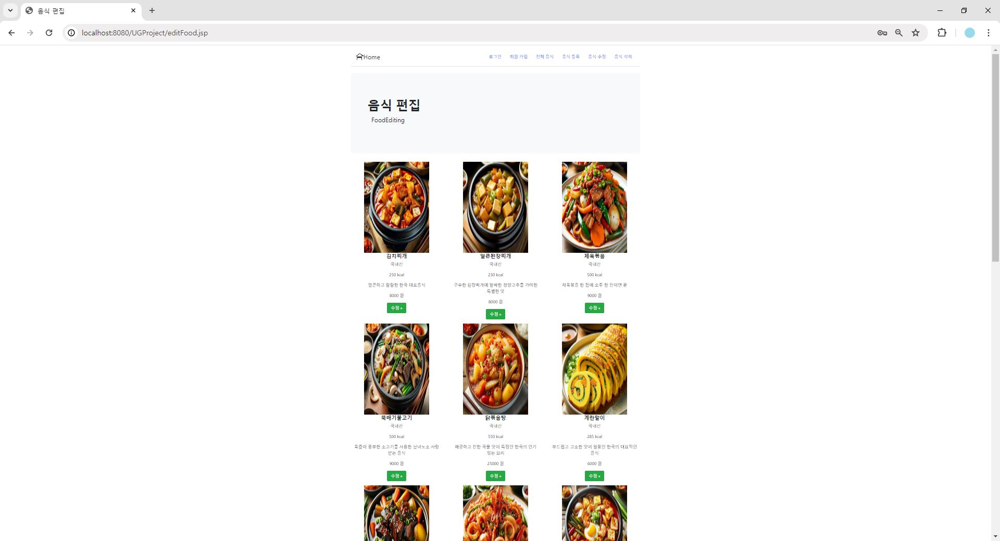 음식 편집
localhost:8080/UGProject/editFood.jsp
Home
로그인 회원 가입 전체 음식 음식 등록 음식 수정 음식 삭제
음식 편집
FoodEditing
김치찌개
국내산
250 kcal
얼큰하고 칼칼한 한국 대표음식
8000 원
수정 »
얼큰된장찌개
국내산
230 kcal
구수한 된장찌개에 알싸한 청양고추를 가미한
특별한 맛
8000 원
수정 »
제육볶음
국내산
500 kcal
제육볶음 한 점에 소주 한 잔이면 끝
9000 원
수정 »
뚝배기불고기
국내산
500 kcal
육즙이 풍부한 소고기를 사용한 남녀노소 사랑
받는 음식
9000 원
수정 »
닭볶음탕
국내산
550 kcal
매콤하고 진한 국물 맛이 특징인 한국의 인기
있는 요리
25000 원
수정 »
계란말이
국내산
285 kcal
부드럽고 고소한 맛이 일품인 한국의 대표적인
음식
6000 원
수정 »